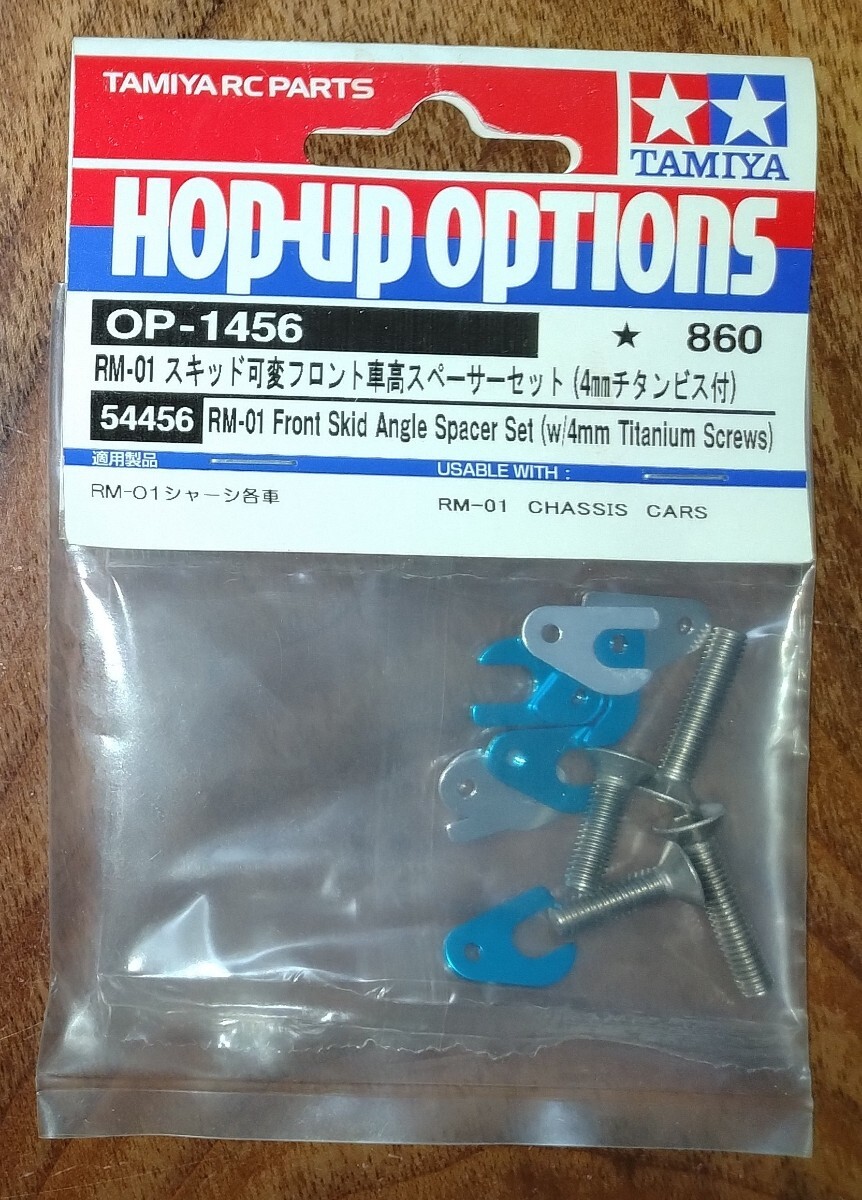 TAMIYA RC PARTS
TAMIYA
HOP-UP OPTIONS
OP-1456 ★ 860
RM-01 スキッド可変フロント車高スペーサーセット (4㎜チタンビス付)
54456 RM-01 Front Skid Angle Spacer Set (w/4mm Titanium Screws)
適用製品 USABLE WITH :
RM-01シャーシ各車 RM-01 CHASSIS CARS